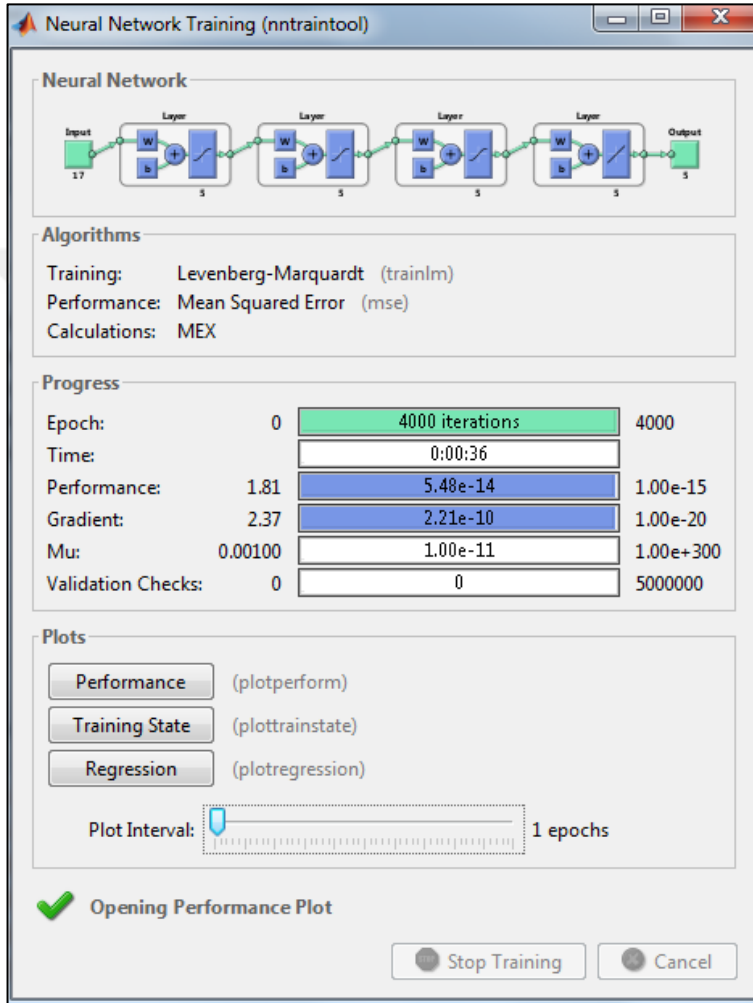 Neural Network Training (nntraintool)
Neural Network
Layer Layer Layer Layer
Input Output
W W W W
b b b b
17 5
5 5 5 5
Algorithms
Training: Levenberg-Marquardt (trainlm)
Performance: Mean Squared Error (mse)
Calculations: MEX
Progress
Epoch: 0 4000 iterations 4000
Time: 0:00:36
Performance: 1.81 5.48e-14 1.00e-15
Gradient: 2.37 2.21e-10 1.00e-20
Mu: 0.00100 1.00e-11 1.00e+300
Validation Checks: 0 0 5000000
Plots
Performance (plotperform)
Training State (plottrainstate)
Regression (plotregression)
Plot Interval: 1 epochs
Opening Performance Plot
Stop Training Cancel